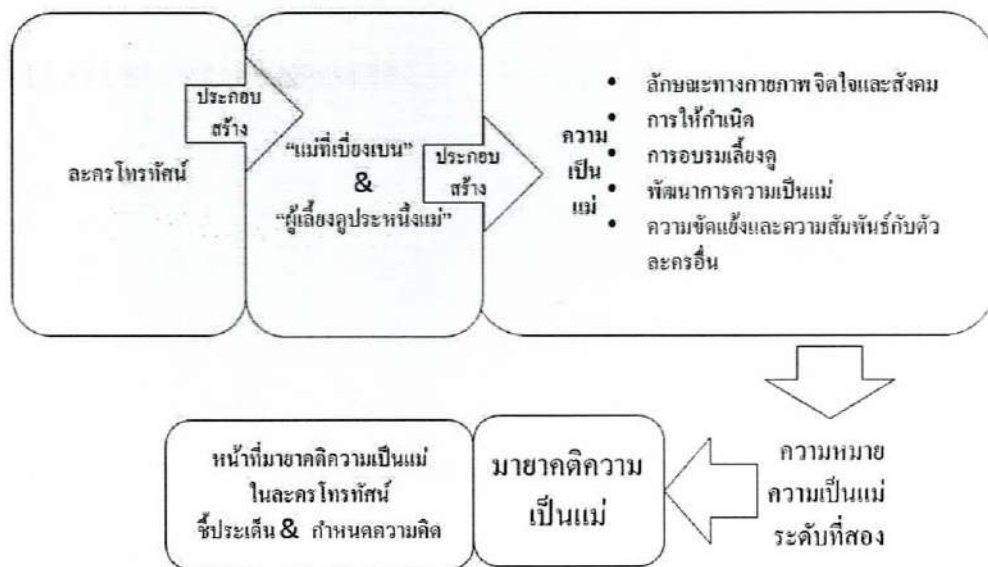 ละครโทรทัศน์
ประกอบ
สร้าง
“แม่ที่เบี่ยงเบน”
&
“ผู้เลี้ยงดูประหนึ่งแม่”
ประกอบ
สร้าง
ความ
เป็น
แม่
• ลักษณะทางกายภาพ จิตใจและสังคม
• การให้กำเนิด
• การอบรมเลี้ยงดู
• พัฒนาการความเป็นแม่
• ความขัดแย้งและความสัมพันธ์กับตัว
ละครอื่น
ความหมาย
ความเป็นแม่
ระดับที่สอง
มายาคติความ
เป็นแม่
หน้าที่มายาคติความเป็นแม่
ในละครโทรทัศน์
ชี้ประเด็น & กำหนดความคิด